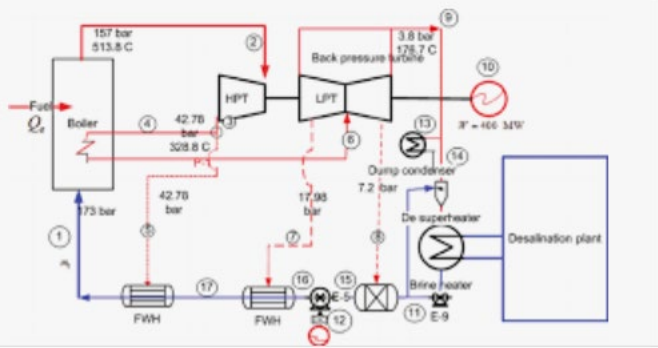 157 bar
513.8 C
2
9
3.8 bar
176.7 C
Back pressure turbine
10
Fuel
Boiler
4
42.76
bar
3
328.8 C
HPT
LPT
6
13
W = 400 MW
14
Dump condenser
7.2 bar
De superheater
42.76
bar
17.98
bar
173 bar
1
5
7
8
Desalination plant
Brine heater
17
16
E-5
15
12
11
E-9
FWH
FWH